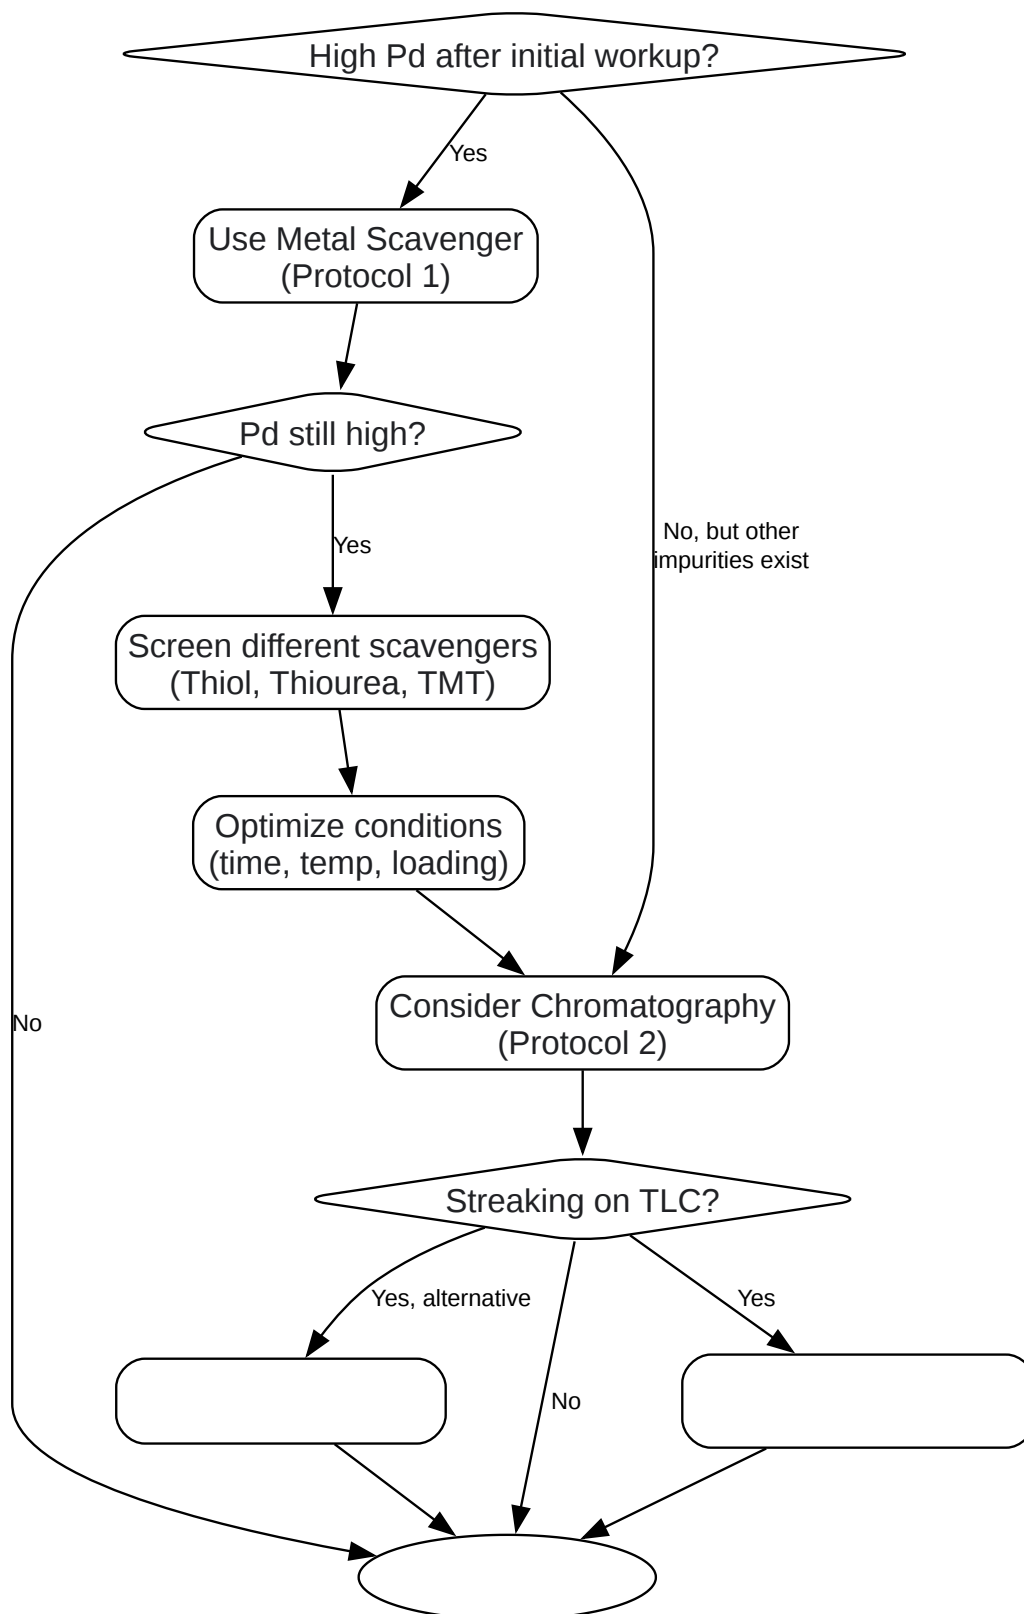 High Pd after initial workup?
Yes
Use Metal Scavenger
(Protocol 1)
Pd still high?
No, but other
impurities exist
Yes
Screen different scavengers
(Thiol, Thiourea, TMT)
Optimize conditions
(time, temp, loading)
Consider Chromatography
(Protocol 2)
No
Streaking on TLC?
Yes, alternative
Yes
No